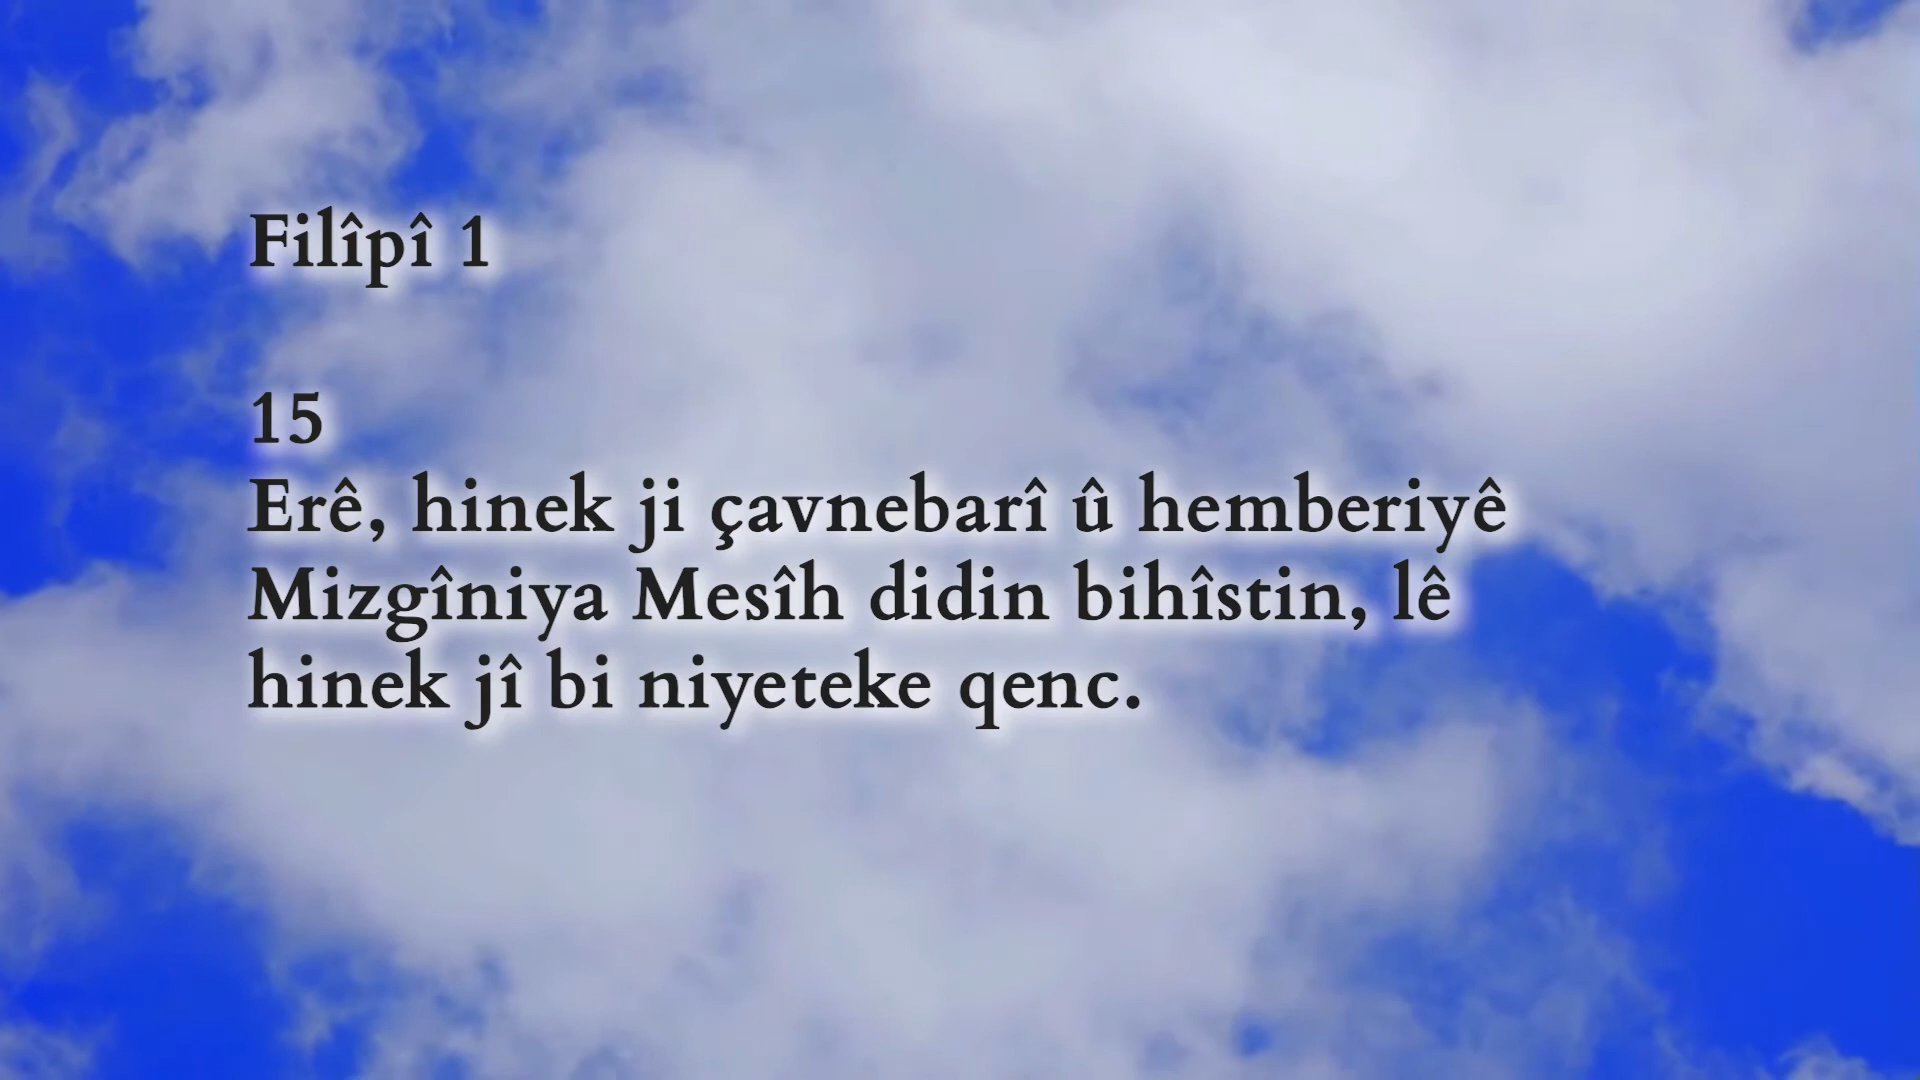 Filîpî 1
15
Erê, hinek ji çavnebarî û hemberiyê
Mizgîniya Mesîh didin bihîstin, lê
hinek jî bi niyeteke qenc.